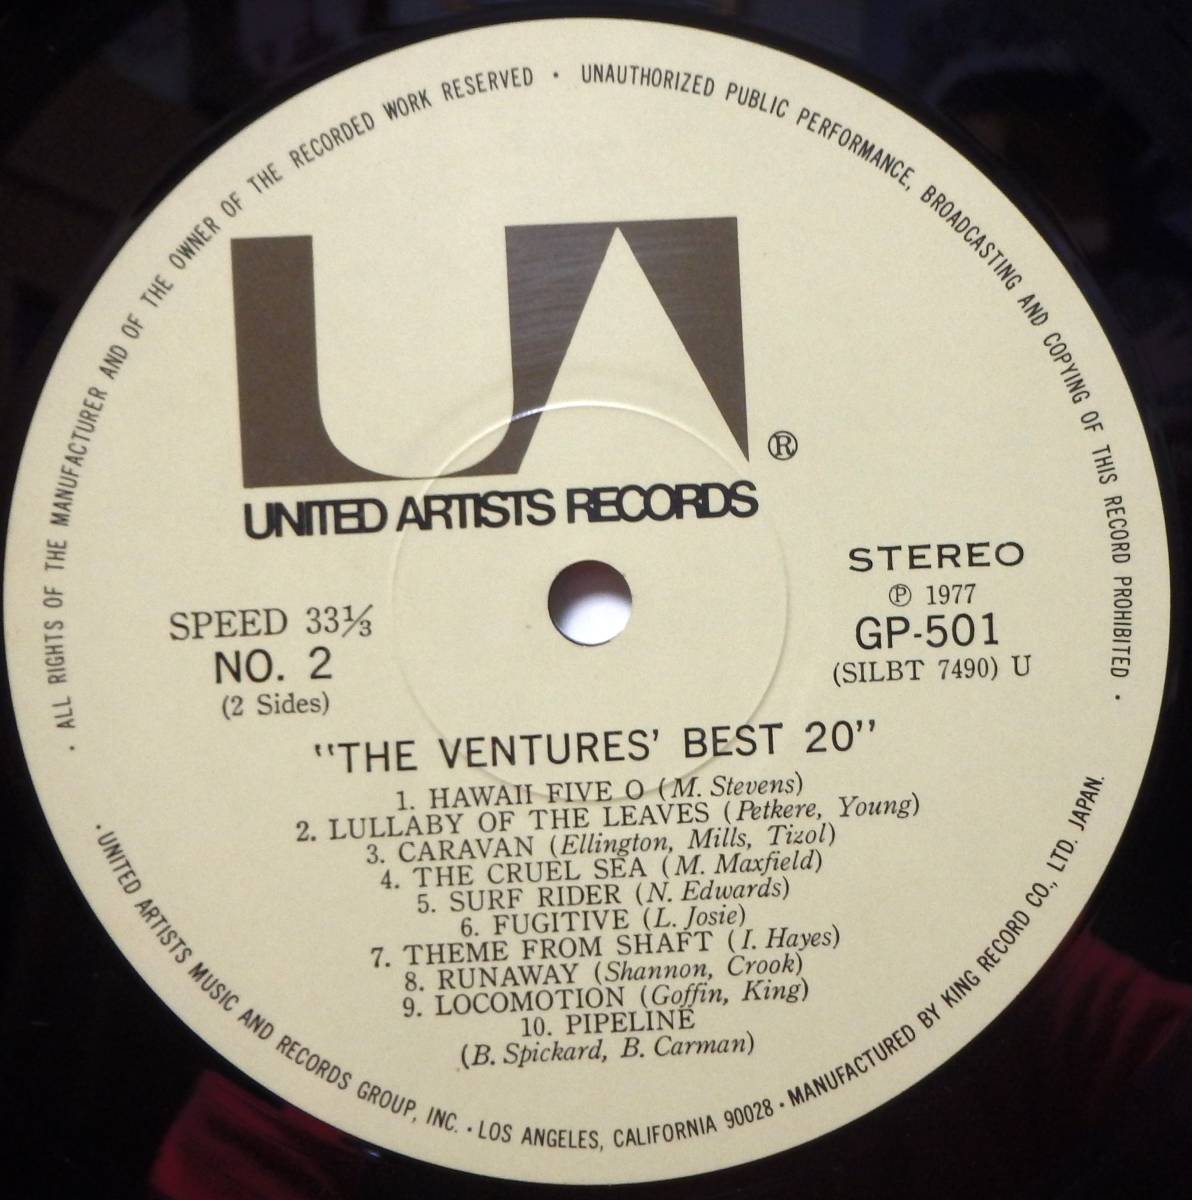 · ALL RIGHTS OF THE MANUFACTURER AND OF THE OWNER OF THE RECORDED WORK RESERVED · UNAUTHORIZED PUBLIC PERFORMANCE, BROADCASTING AND COPYING OF THIS RECORD PROHIBITED ·
UA ®
UNITED ARTISTS RECORDS
SPEED 33⅓
NO. 2
(2 Sides)
STEREO
℗ 1977
GP-501
(SILBT 7490) U
"THE VENTURES' BEST 20"
1. HAWAII FIVE O (M. Stevens)
2. LULLABY OF THE LEAVES (Petkere, Young)
3. CARAVAN (Ellington, Mills, Tizol)
4. THE CRUEL SEA (M. Maxfield)
5. SURF RIDER (N. Edwards)
6. FUGITIVE (L. Josie)
7. THEME FROM SHAFT (I. Hayes)
8. RUNAWAY (Shannon, Crook)
9. LOCOMOTION (Goffin, King)
10. PIPELINE
(B. Spickard, B. Carman)
· UNITED ARTISTS MUSIC AND RECORDS GROUP, INC. · LOS ANGELES, CALIFORNIA 90028 · MANUFACTURED BY KING RECORD CO., LTD. JAPAN.